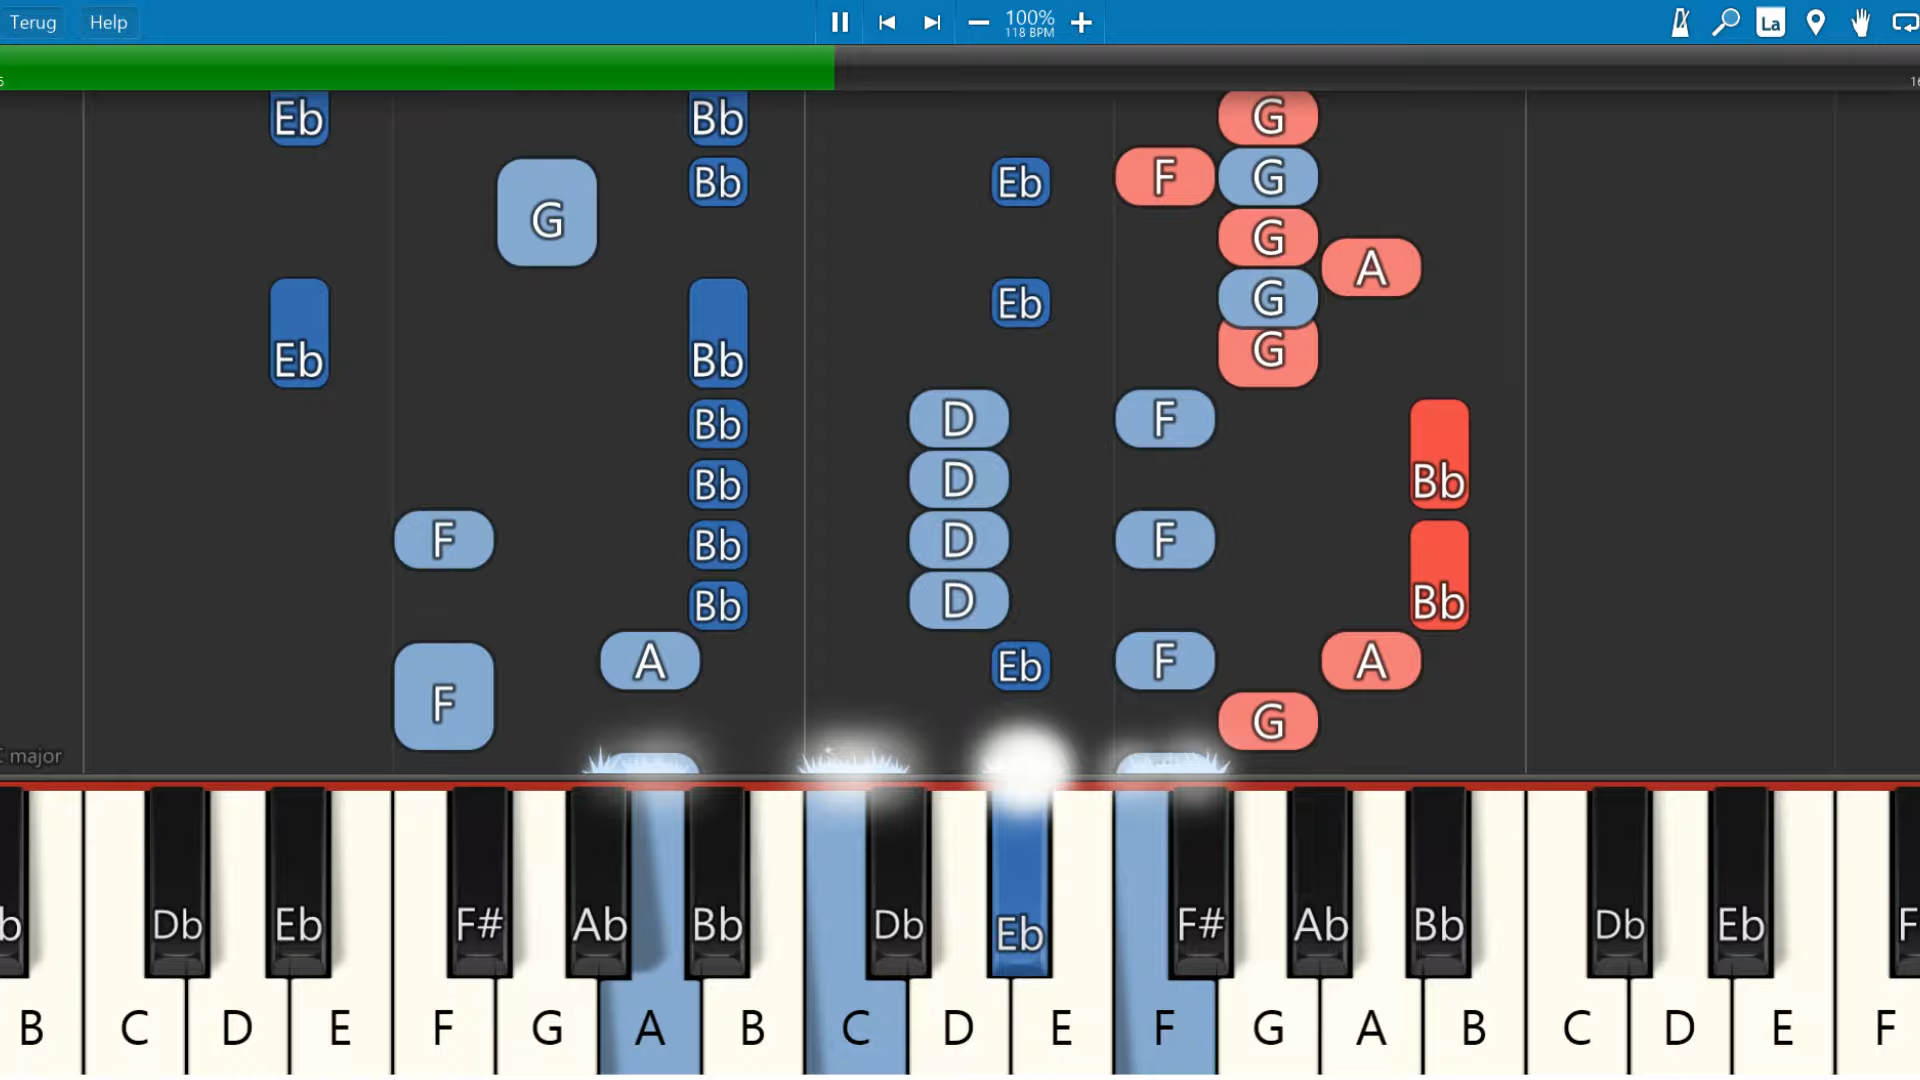 Terug Help 100% La
118 BPM
Eb Bb G
Eb Bb Eb F G
G G
A
Eb G
Eb Bb G
Bb D F
Bb D Bb
F Bb D F
Bb D Bb
A Eb F A
F G
major
b Db Eb F# Ab Bb Db Eb F# Ab Bb Db Eb F
B C D E F G A B C D E F G A B C D E F